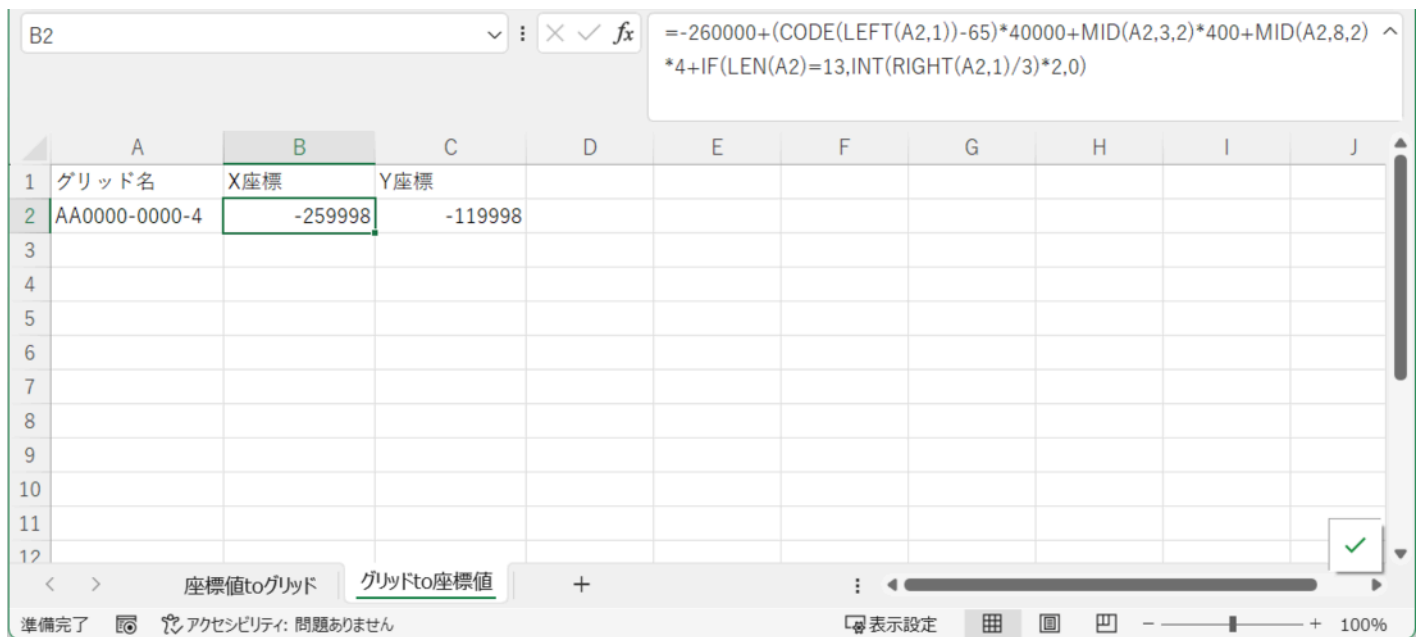 B2
fx
=-260000+(CODE(LEFT(A2,1))-65)*40000+MID(A2,3,2)*400+MID(A2,8,2)
*4+IF(LEN(A2)=13,INT(RIGHT(A2,1)/3)*2,0)
A B C D E F G H I J
1 グリッド名 X座標 Y座標
2 AA0000-0000-4 -259998 -119998
3
4
5
6
7
8
9
10
11
12
座標値toグリッド グリッドto座標値
準備完了 アクセシビリティ: 問題ありません 表示設定 100%